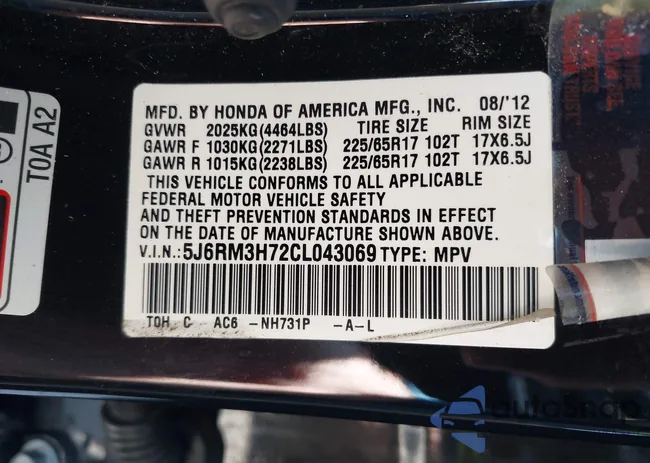 MFD. BY HONDA OF AMERICA MFG., INC. 08/'12
GVWR 2025KG(4464LBS) TIRE SIZE RIM SIZE
GAWR F 1030KG(2271LBS) 225/65R17 102T 17X6.5J
GAWR R 1015KG(2238LBS) 225/65R17 102T 17X6.5J
THIS VEHICLE CONFORMS TO ALL APPLICABLE
FEDERAL MOTOR VEHICLE SAFETY
AND THEFT PREVENTION STANDARDS IN EFFECT
ON THE DATE OF MANUFACTURE SHOWN ABOVE.
V.I.N.: 5J6RM3H72CL043069 TYPE: MPV
TOH C AC6 -NH731P -A-L
TOA A2
autoSnap